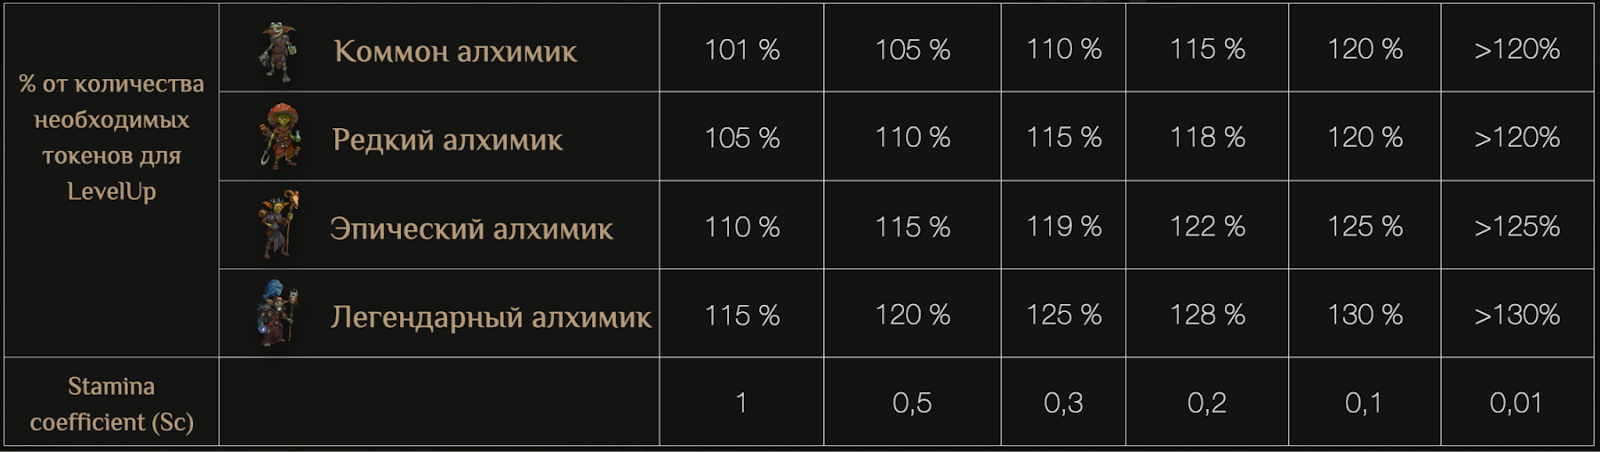 % от количества
необходимых
токенов для
LevelUp
Коммон алхимик 101 % 105 % 110 % 115 % 120 % >120%
Редкий алхимик 105 % 110 % 115 % 118 % 120 % >120%
Эпический алхимик 110 % 115 % 119 % 122 % 125 % >125%
Легендарный алхимик 115 % 120 % 125 % 128 % 130 % >130%
Stamina
coefficient (Sc)
1 0,5 0,3 0,2 0,1 0,01